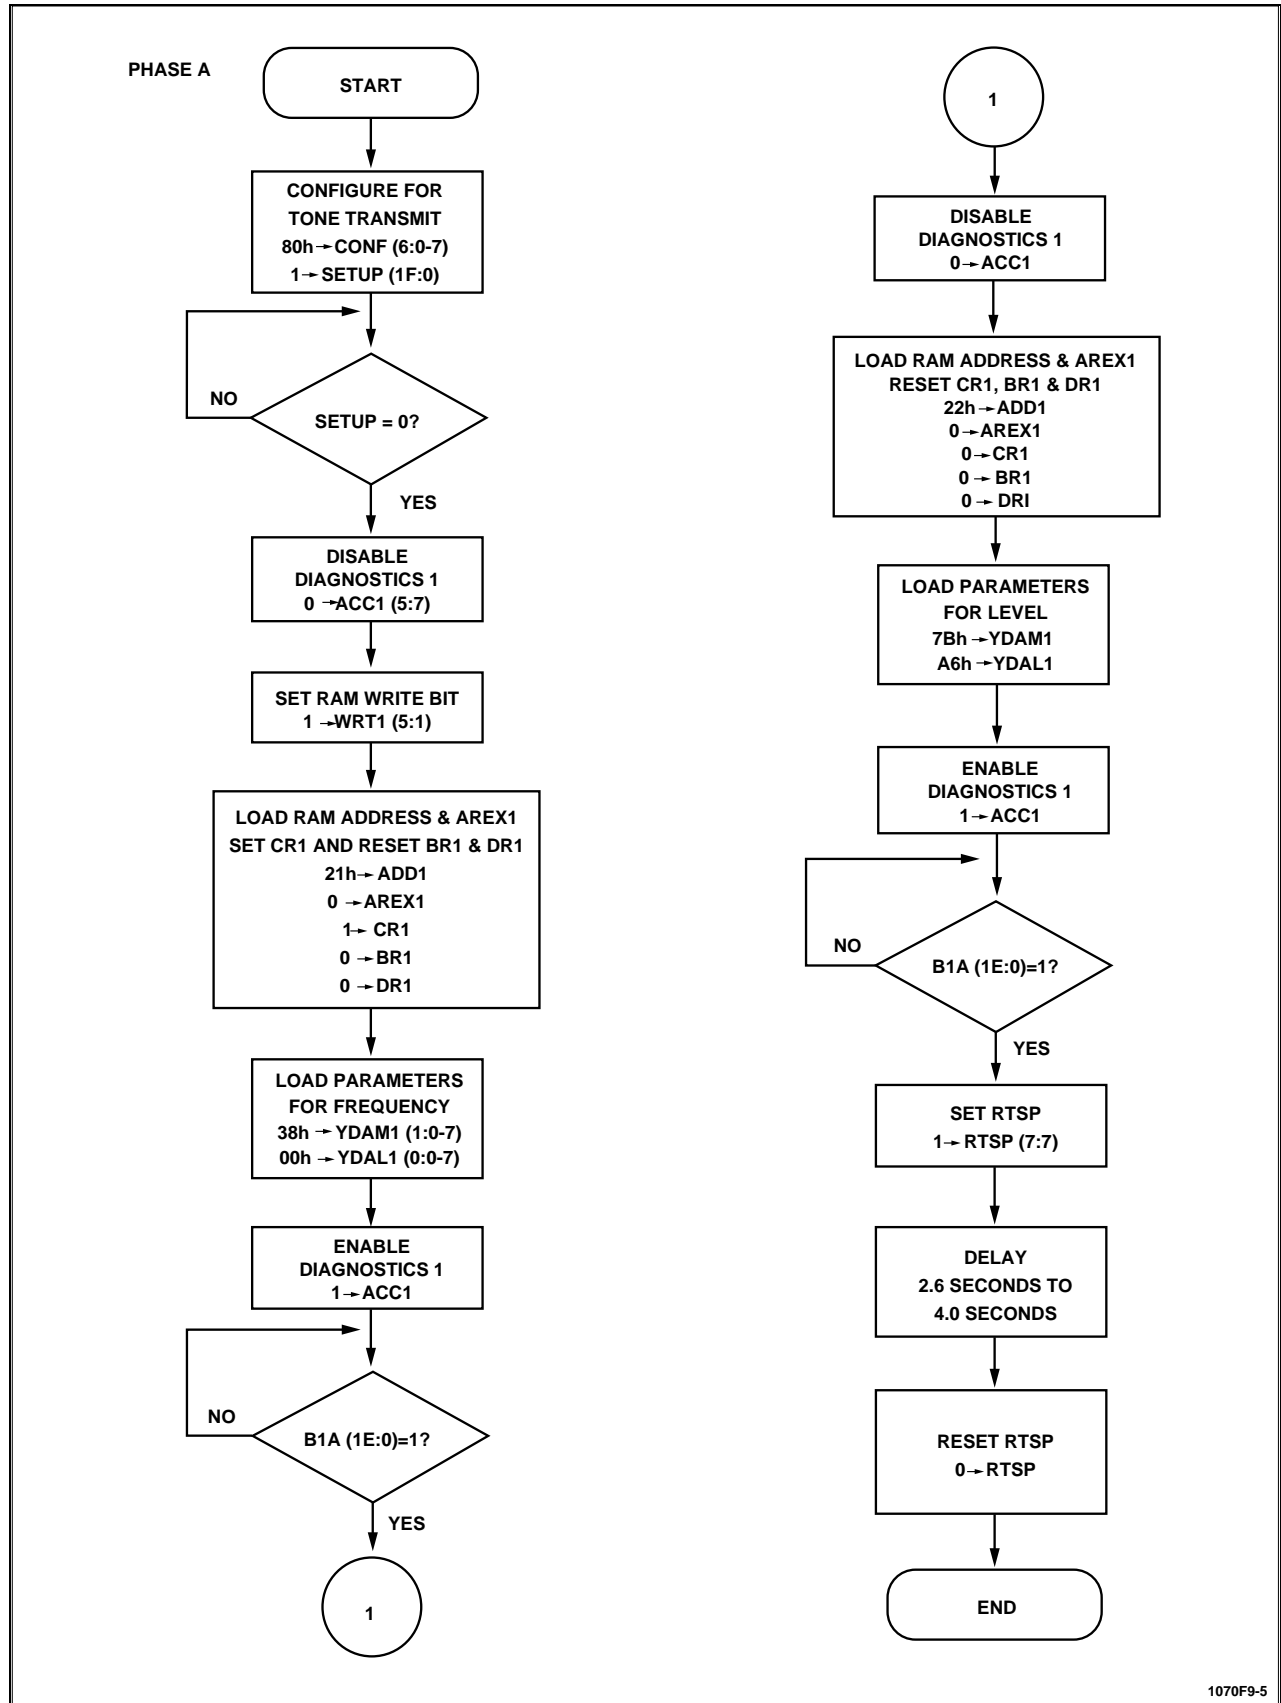 PHASE A
START
CONFIGURE FOR
TONE TRANSMIT
80h→CONF (6:0-7)
1→SETUP (1F:0)
NO
SETUP = 0?
YES
DISABLE
DIAGNOSTICS 1
0→ACC1 (5:7)
SET RAM WRITE BIT
1→WRT1 (5:1)
LOAD RAM ADDRESS & AREX1
SET CR1 AND RESET BR1 & DR1
21h→ADD1
0→AREX1
1→CR1
0→BR1
0→DR1
LOAD PARAMETERS
FOR FREQUENCY
38h→YDAM1 (1:0-7)
00h→YDAL1 (0:0-7)
ENABLE
DIAGNOSTICS 1
1→ACC1
NO
B1A (1E:0)=1?
YES
1
1
DISABLE
DIAGNOSTICS 1
0→ACC1
LOAD RAM ADDRESS & AREX1
RESET CR1, BR1 & DR1
22h→ADD1
0→AREX1
0→CR1
0→BR1
0→DRI
LOAD PARAMETERS
FOR LEVEL
7Bh→YDAM1
A6h→YDAL1
ENABLE
DIAGNOSTICS 1
1→ACC1
NO
B1A (1E:0)=1?
YES
SET RTSP
1→RTSP (7:7)
DELAY
2.6 SECONDS TO
4.0 SECONDS
RESET RTSP
0→RTSP
END
1070F9-5